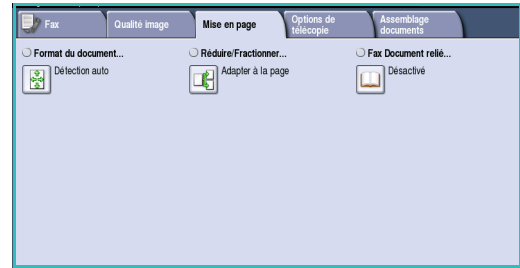 Fax
Qualité image
Mise en page
Options de
télécopie
Assemblage
documents
Format du document...
Détection auto
Réduire/Fractionner...
Adapter à la page
Fax Document relié...
Désactivé